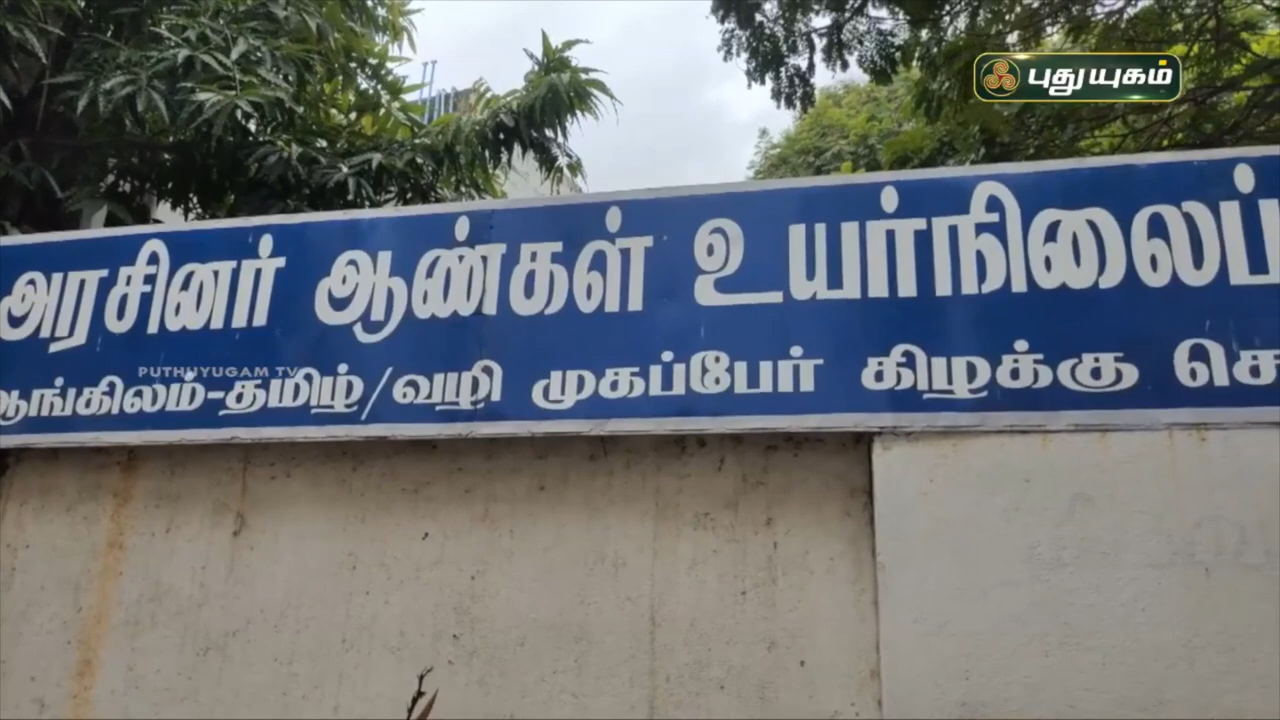 புதுயுகம்
அரசினர் ஆண்கள் உயர்நிலைப்
ஆங்கிலம்-தமிழ்/வழி முகப்பேர் கிழக்கு செ
PUTHUYUGAM TV